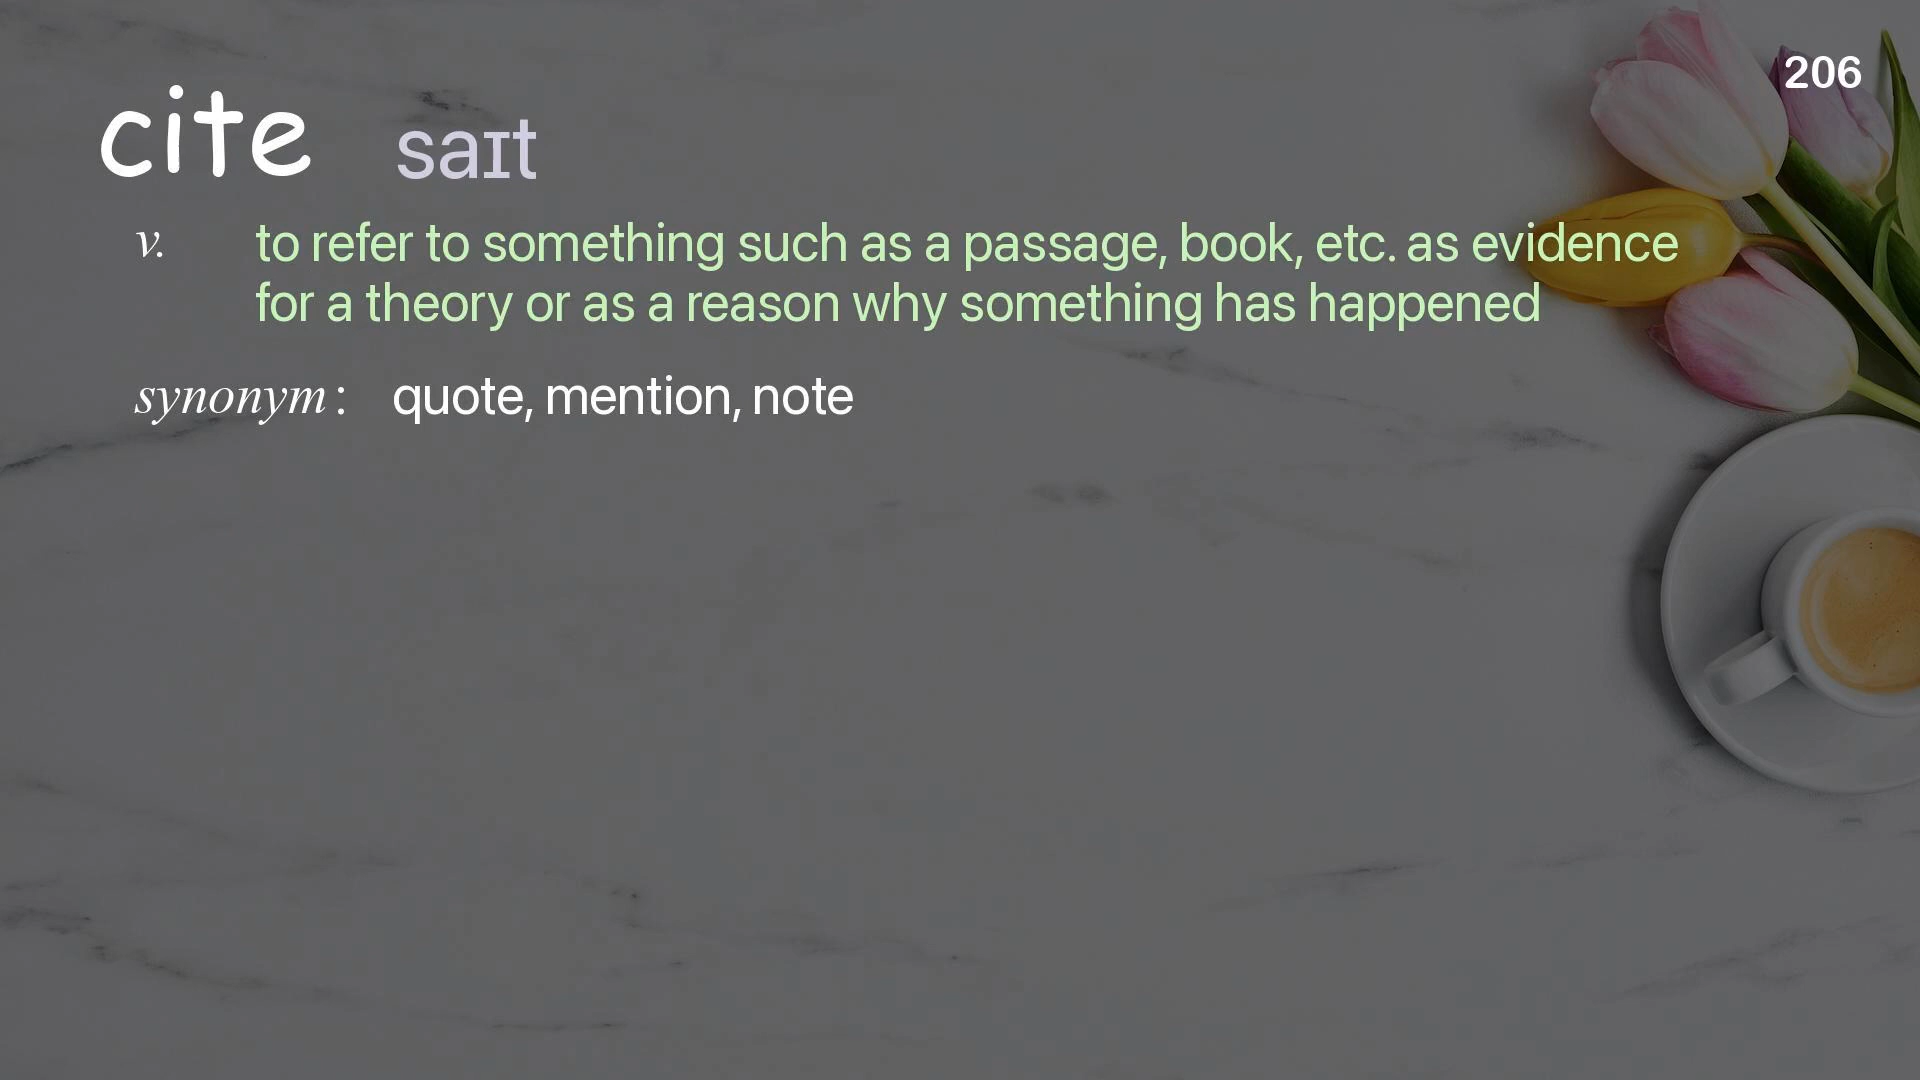 206
cite saɪt
v. to refer to something such as a passage, book, etc. as evidence
for a theory or as a reason why something has happened
synonym : quote, mention, note